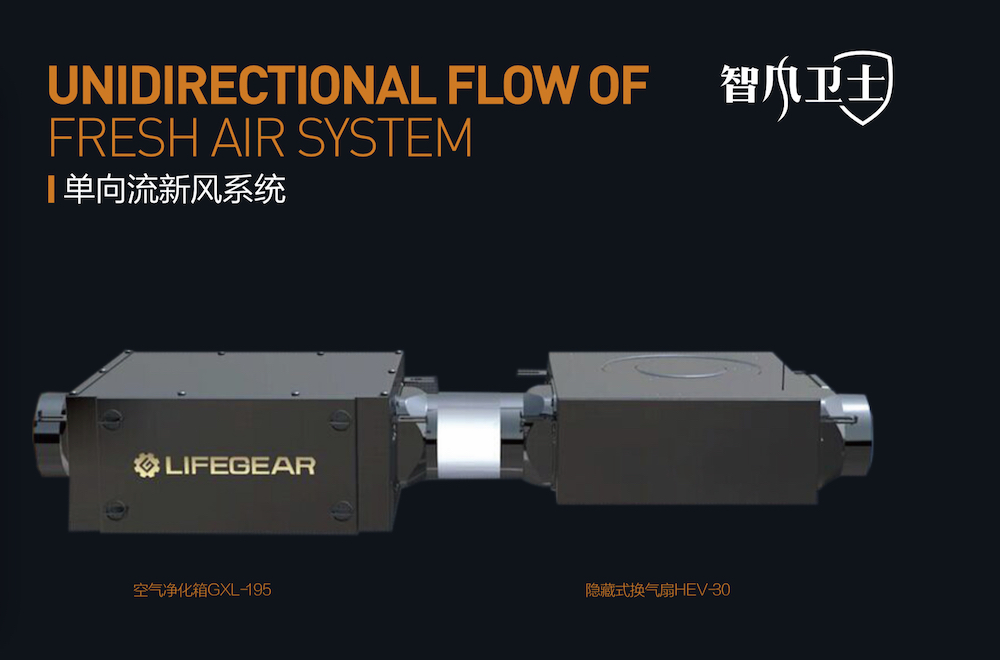 UNIDIRECTIONAL FLOW OF
FRESH AIR SYSTEM
单向流新风系统
智爪卫士
LIFEGEAR
空气净化箱GXL-195
隐藏式换气扇HEV-30